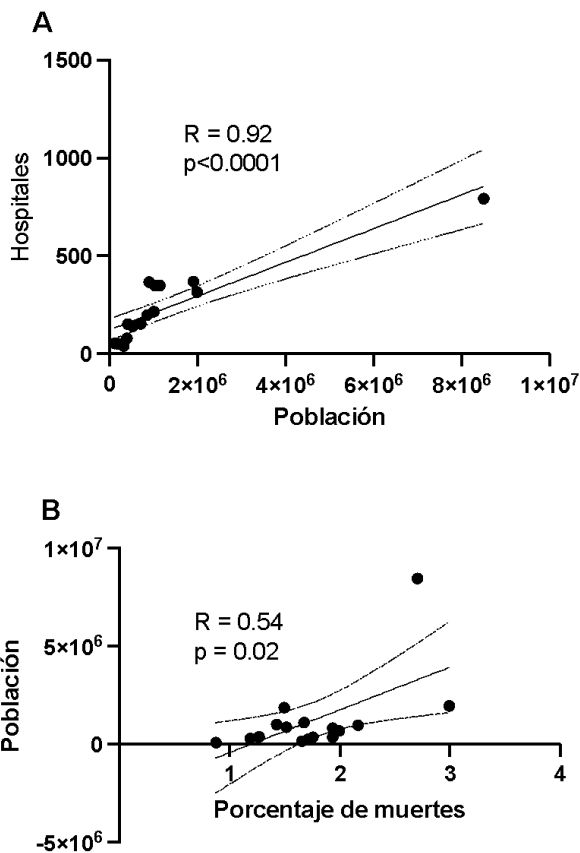 A
1500
1000
500
0
Hospitales
R = 0.92
p<0.0001
0 2×10⁶ 4×10⁶ 6×10⁶ 8×10⁶ 1×10⁷
Población
B
1×10⁷
5×10⁶
0
-5×10⁶
Población
R = 0.54
p = 0.02
1 2 3 4
Porcentaje de muertes